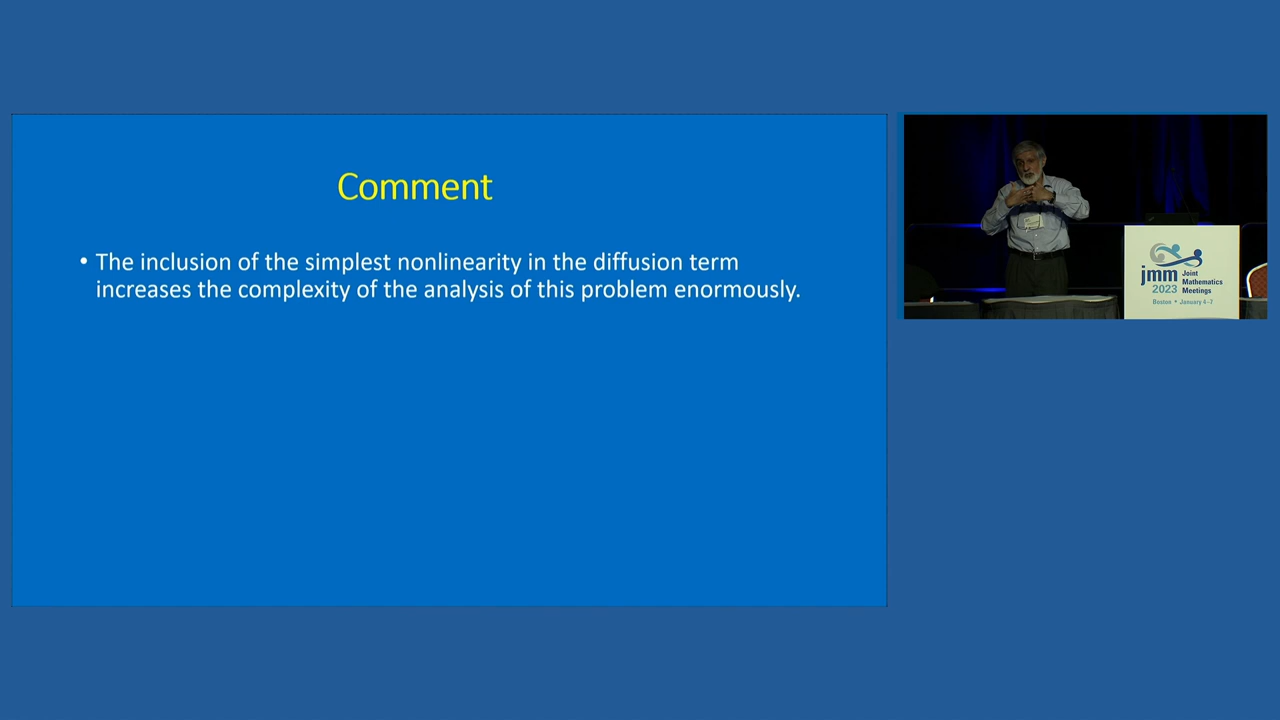 Comment
• The inclusion of the simplest nonlinearity in the diffusion term
increases the complexity of the analysis of this problem enormously.
jmm
2023
Joint
Mathematics
Meetings
Boston • January 4–7